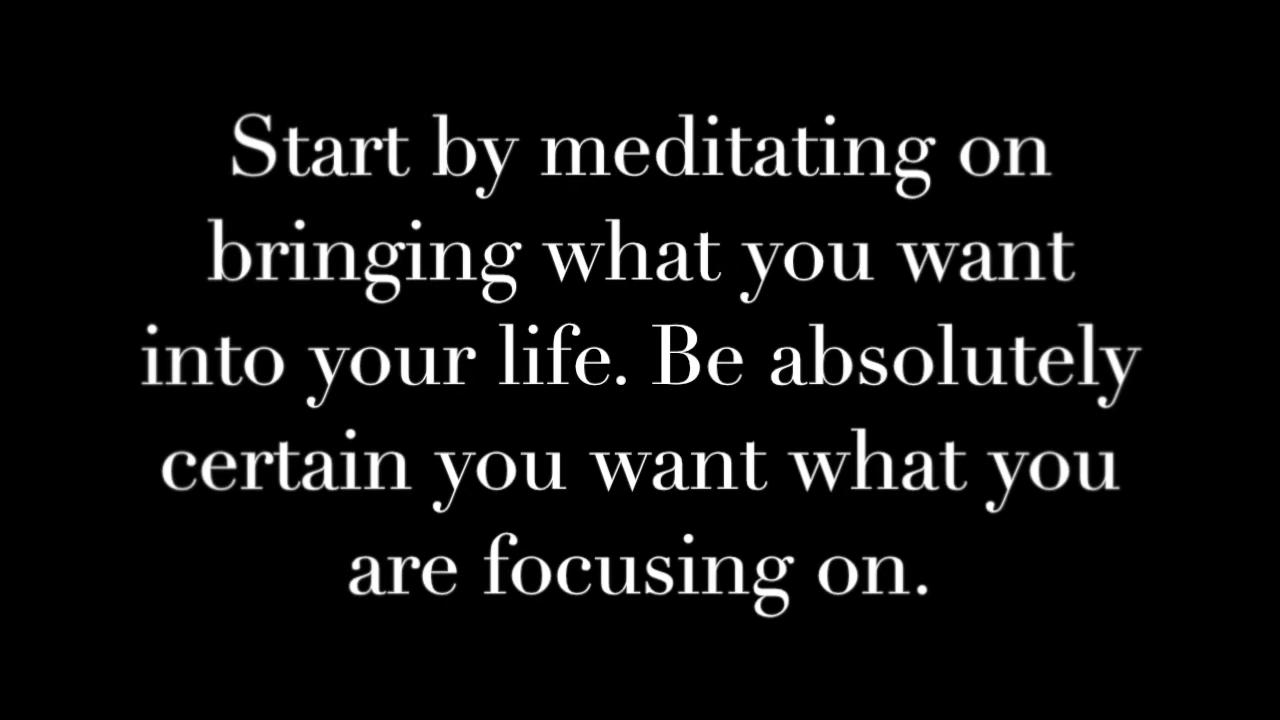 Start by meditating on
bringing what you want
into your life. Be absolutely
certain you want what you
are focusing on.